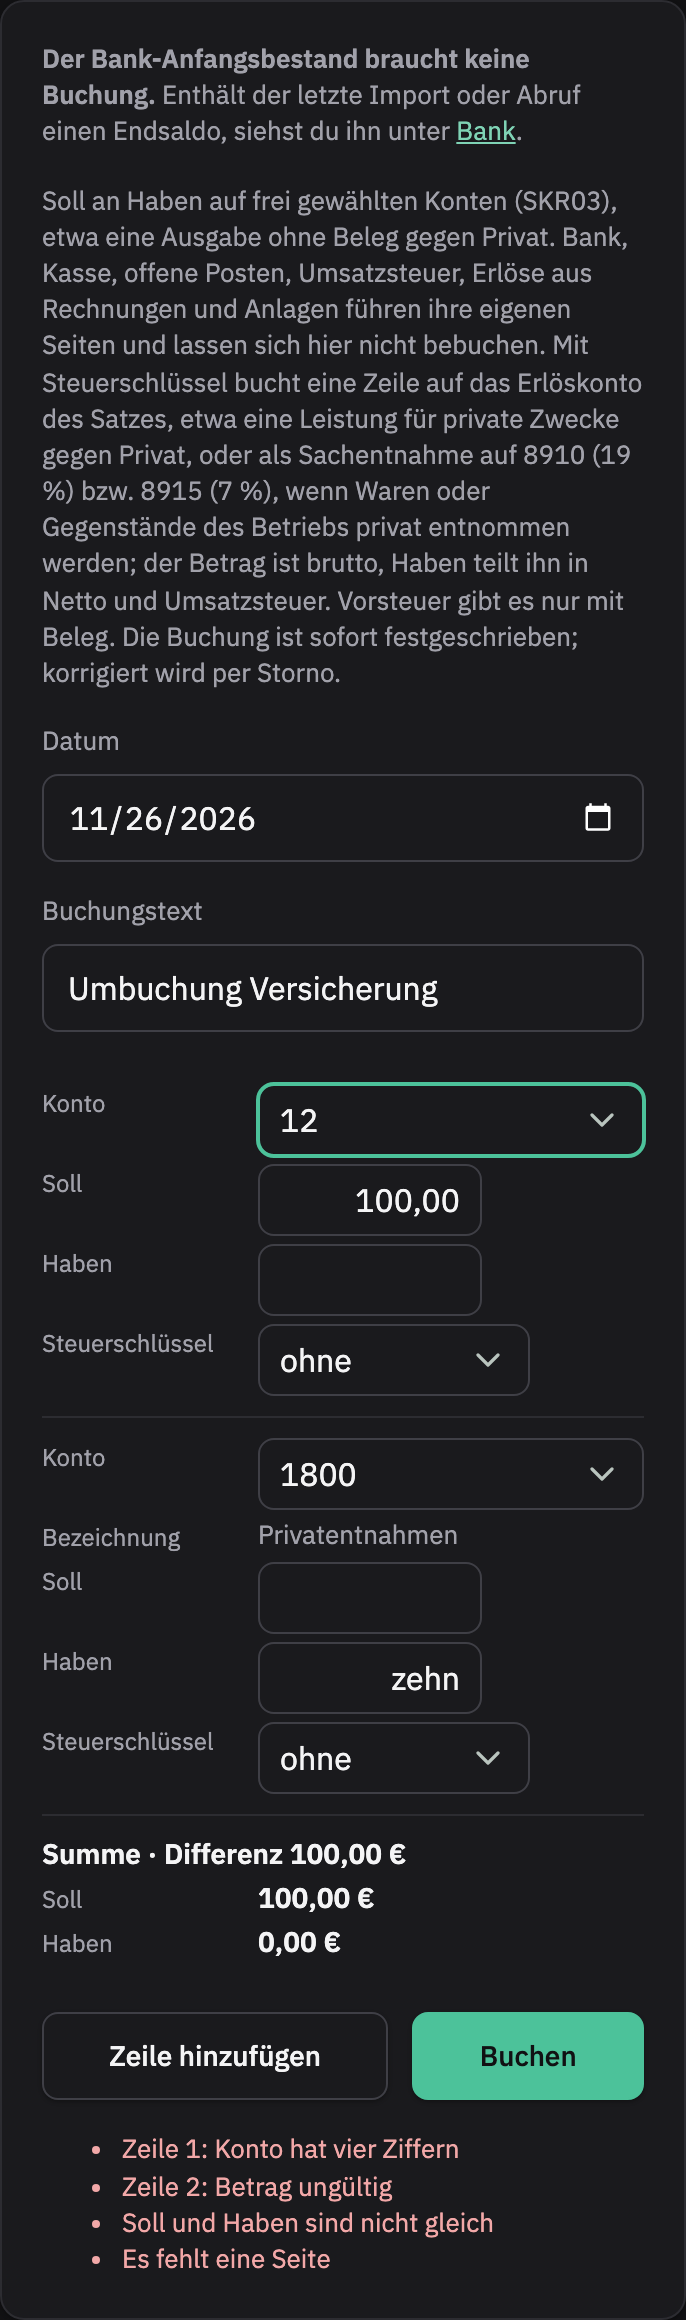 Der Bank-Anfangsbestand braucht keine
Buchung. Enthält der letzte Import oder Abruf
einen Endsaldo, siehst du ihn unter Bank.
Soll an Haben auf frei gewählten Konten (SKR03),
etwa eine Ausgabe ohne Beleg gegen Privat. Bank,
Kasse, offene Posten, Umsatzsteuer, Erlöse aus
Rechnungen und Anlagen führen ihre eigenen
Seiten und lassen sich hier nicht bebuchen. Mit
Steuerschlüssel bucht eine Zeile auf das Erlöskonto
des Satzes, etwa eine Leistung für private Zwecke
gegen Privat, oder als Sachentnahme auf 8910 (19
%) bzw. 8915 (7 %), wenn Waren oder
Gegenstände des Betriebs privat entnommen
werden; der Betrag ist brutto, Haben teilt ihn in
Netto und Umsatzsteuer. Vorsteuer gibt es nur mit
Beleg. Die Buchung ist sofort festgeschrieben;
korrigiert wird per Storno.
Datum
11/26/2026
Buchungstext
Umbuchung Versicherung
Konto 12
Soll 100,00
Haben
Steuerschlüssel ohne
Konto 1800
Bezeichnung Privatentnahmen
Soll
Haben zehn
Steuerschlüssel ohne
Summe · Differenz 100,00 €
Soll 100,00 €
Haben 0,00 €
Zeile hinzufügen Buchen
• Zeile 1: Konto hat vier Ziffern
• Zeile 2: Betrag ungültig
• Soll und Haben sind nicht gleich
• Es fehlt eine Seite